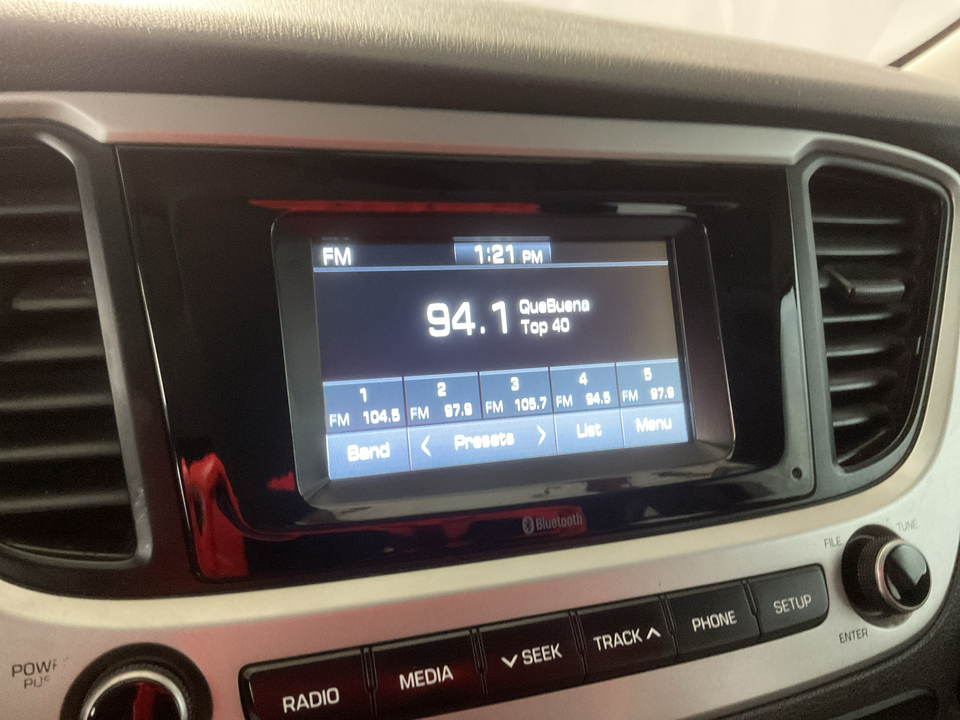 FM 1:21 PM
94.1 QueBuena
Top 40
1 2 3 4 5
FM 104.5 FM 97.9 FM 105.7 FM 94.5 FM 97.9
Band < Presets > List Menu
Bluetooth
FILE TUNE
ENTER
RADIO MEDIA ∨ SEEK TRACK ∧ PHONE SETUP